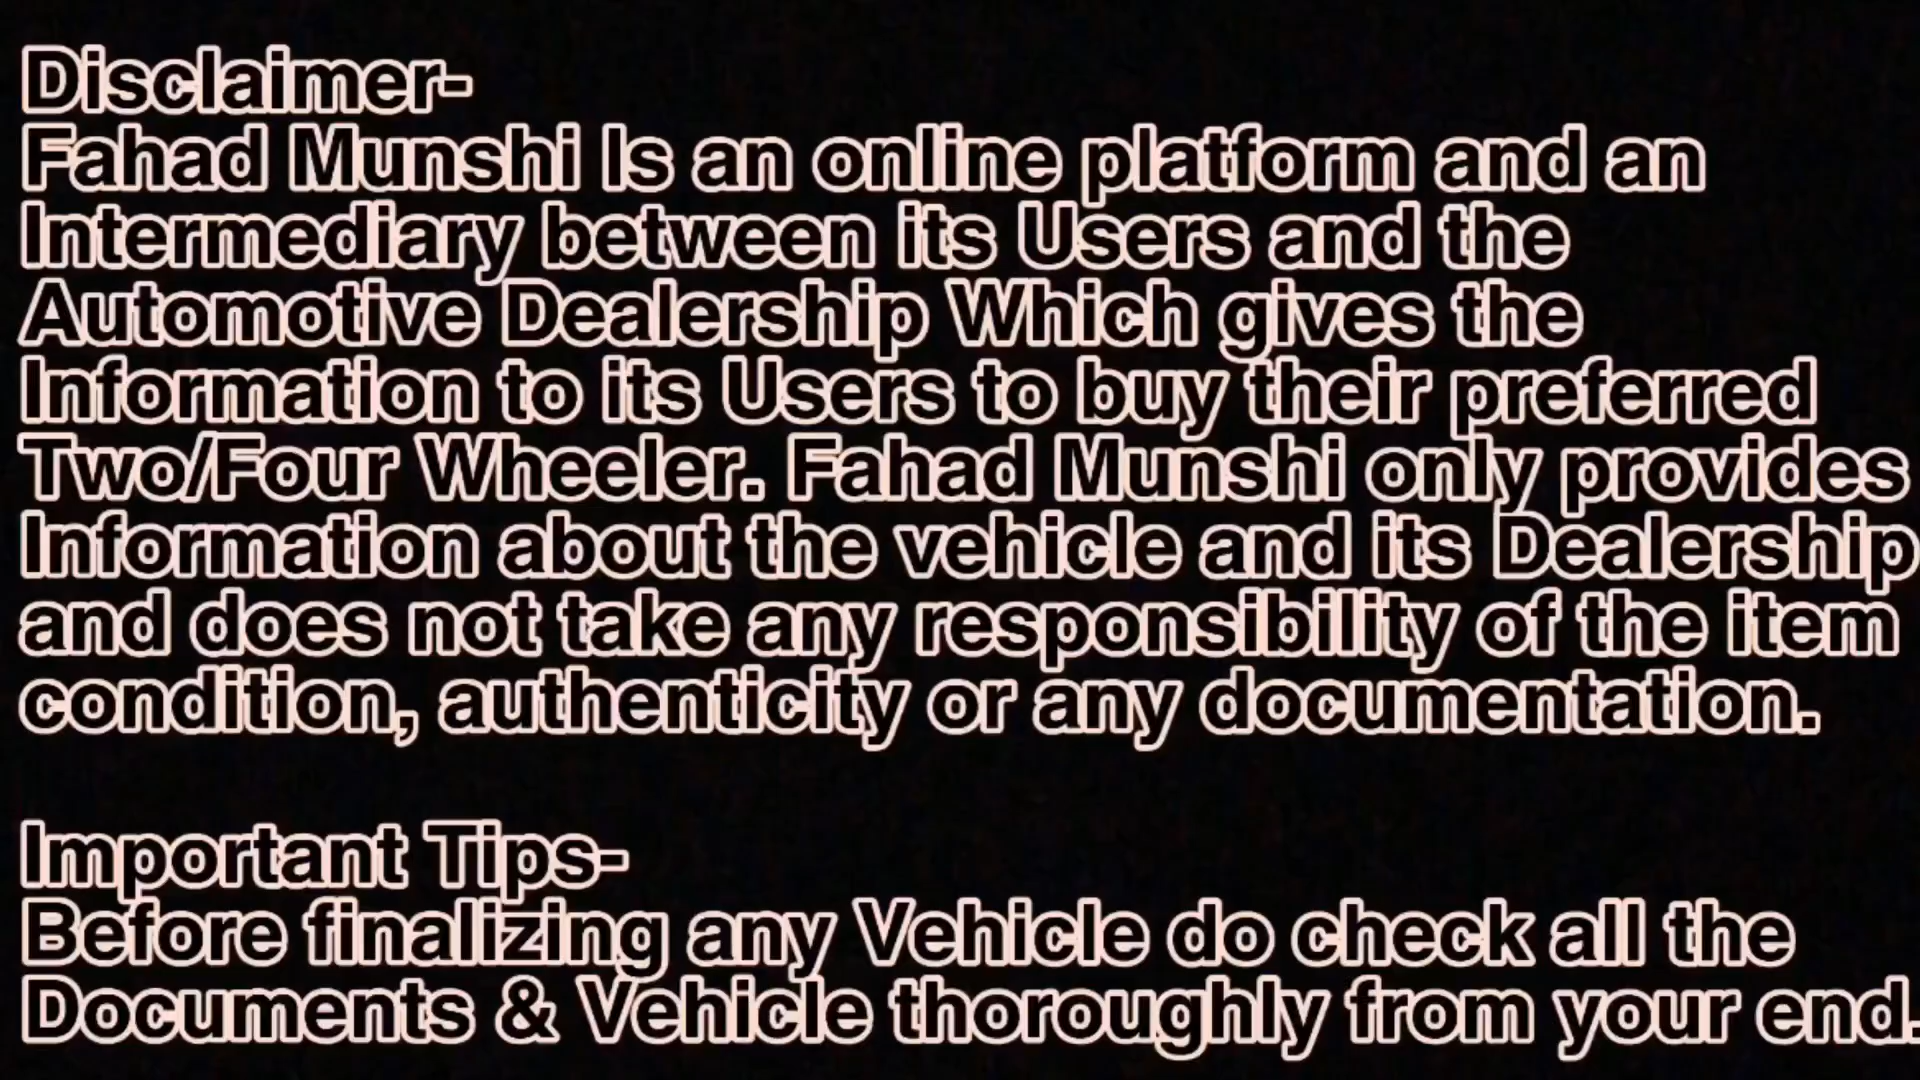 Disclaimer-
Fahad Munshi Is an online platform and an
Intermediary between its Users and the
Automotive Dealership Which gives the
Information to its Users to buy their preferred
Two/Four Wheeler. Fahad Munshi only provides
Information about the vehicle and its Dealership
and does not take any responsibility of the item
condition, authenticity or any documentation.
Important Tips-
Before finalizing any Vehicle do check all the
Documents & Vehicle thoroughly from your end.